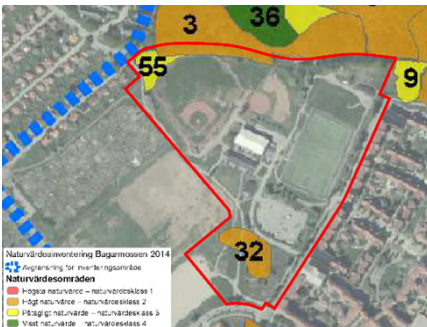 3
36
55
9
32
Naturvärdesinventering Bagarmossen 2014
Avgränsning för inventeringsområde
Naturvärdesområden
Högsta naturvärde – naturvärdesklass 1
Högt naturvärde – naturvärdesklass 2
Påtagligt naturvärde – naturvärdesklass 3
Visst naturvärde – naturvärdesklass 4